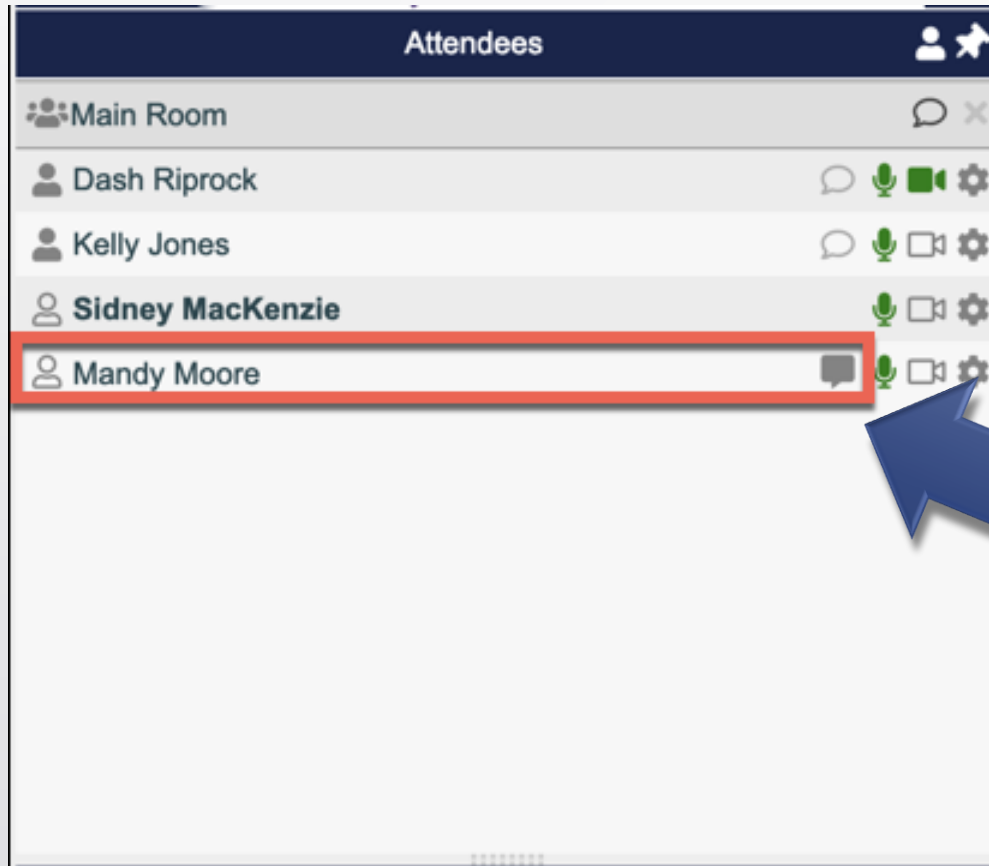 Attendees
Main Room
Dash Riprock
Kelly Jones
Sidney MacKenzie
Mandy Moore